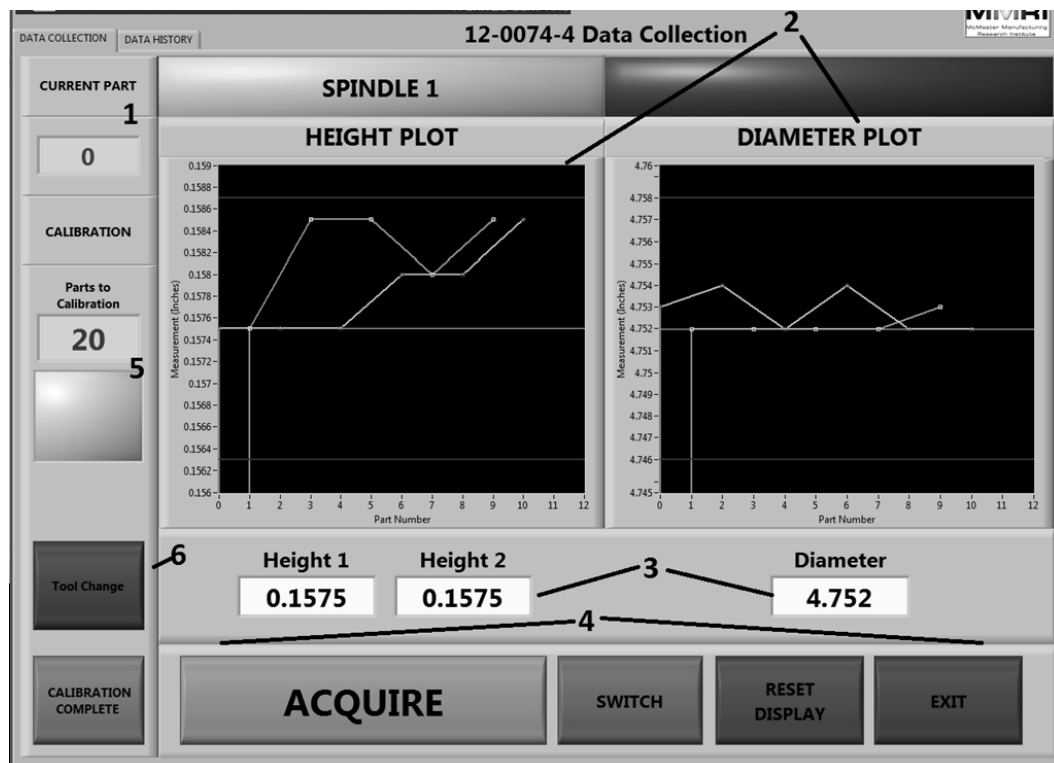 12-0074-4 Data Collection
MMRI
McMaster Manufacturing
Research Institute
DATA COLLECTION
DATA HISTORY
2
CURRENT PART
1
0
SPINDLE 1
HEIGHT PLOT
DIAMETER PLOT
CALIBRATION
Parts to
Calibration
20
5
Measurement (Inches)
0.159
0.1588
0.1586
0.1584
0.1582
0.158
0.1578
0.1576
0.1574
0.1572
0.157
0.1568
0.1566
0.1564
0.1562
0.156
0 1 2 3 4 5 6 7 8 9 10 11 12
Part Number
Measurement (Inches)
4.76
4.758
4.757
4.756
4.755
4.754
4.753
4.752
4.751
4.75
4.749
4.748
4.747
4.746
4.745
0 1 2 3 4 5 6 7 8 9 10 11 12
Part Number
6
Tool Change
Height 1
Height 2
3
Diameter
0.1575
0.1575
4.752
4
CALIBRATION
COMPLETE
ACQUIRE
SWITCH
RESET
DISPLAY
EXIT